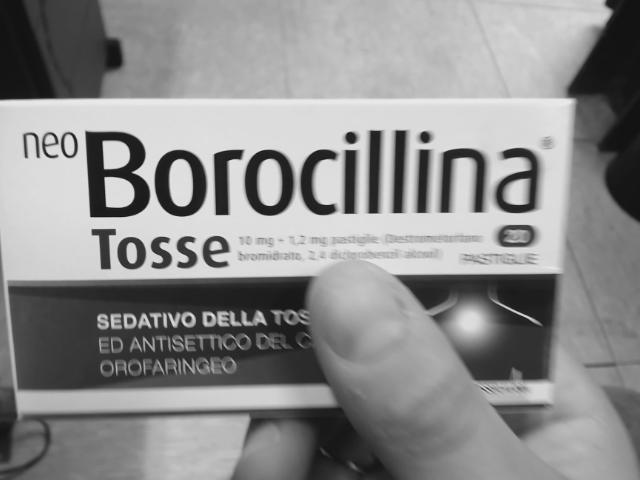 neo Borocillina®
Tosse 10 mg + 1,2 mg pastiglie (Destrometorfano
bromidrato, 2,4 diclorobenzil alcool)
20
PASTIGLIE
SEDATIVO DELLA TOS
ED ANTISETTICO DEL C
OROFARINGEO